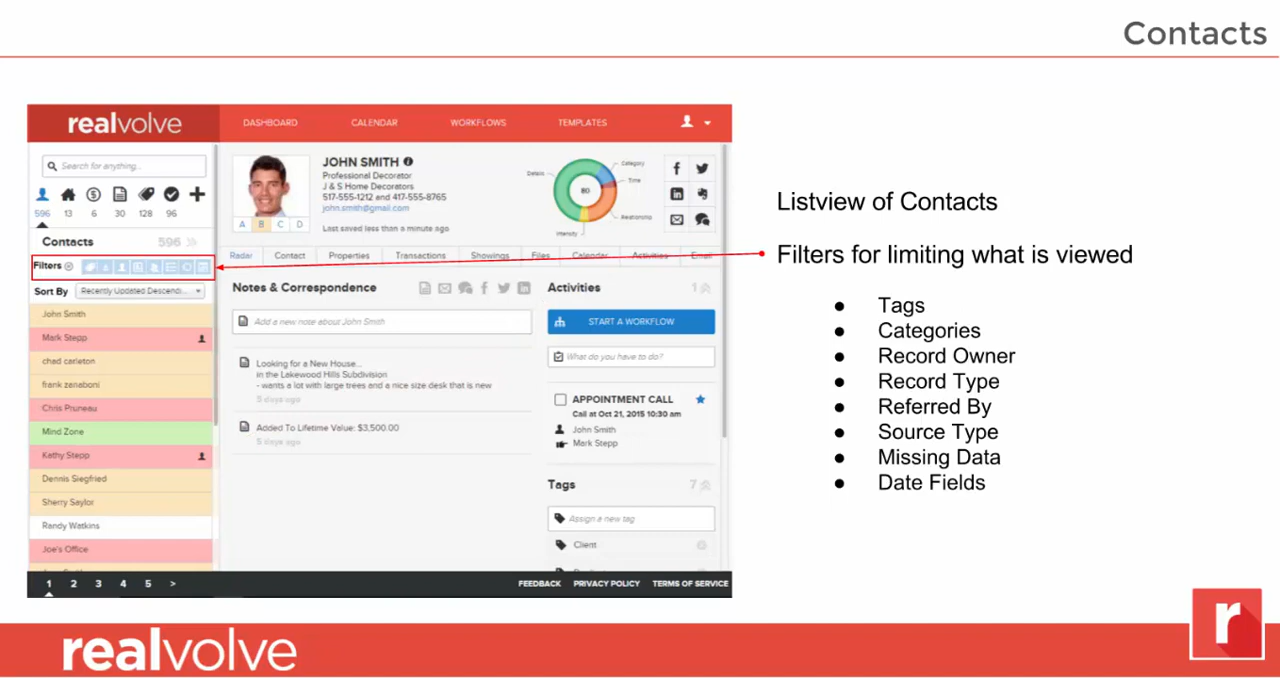 Contacts
realvolve
DASHBOARD
CALENDAR
WORKFLOWS
TEMPLATES
Search for anything...
596
13
6
30
128
96
Contacts
596
Filters
Sort By
Recently Updated Descend...
John Smith
Mark Stepp
chad carleton
frank zanaboni
Chris Pruneau
Mind Zone
Kathy Stepp
Dennis Siegfried
Sherry Saylor
Randy Watkins
Joe's Office
JOHN SMITH
Professional Decorator
J & S Home Decorators
517-555-1212 and 417-555-8765
john.smith@gmail.com
Last saved less than a minute ago
A B C D
Details
Category
Time
80
Relationship
Intensity
Radar
Contact
Properties
Transactions
Showings
Files
Calendar
Activities
Email
Notes & Correspondence
Add a new note about John Smith
Looking for a New House...
in the Lakewood Hills Subdivision
- wants a lot with large trees and a nice size desk that is new
5 days ago
Added To Lifetime Value: $3,500.00
5 days ago
Activities
1
START A WORKFLOW
What do you have to do?
APPOINTMENT CALL
Call at Oct 21, 2015 10:30 am
John Smith
Mark Stepp
Tags
7
Assign a new tag
Client
1 2 3 4 5 >
FEEDBACK
PRIVACY POLICY
TERMS OF SERVICE
Listview of Contacts
Filters for limiting what is viewed
● Tags
● Categories
● Record Owner
● Record Type
● Referred By
● Source Type
● Missing Data
● Date Fields
realvolve
r